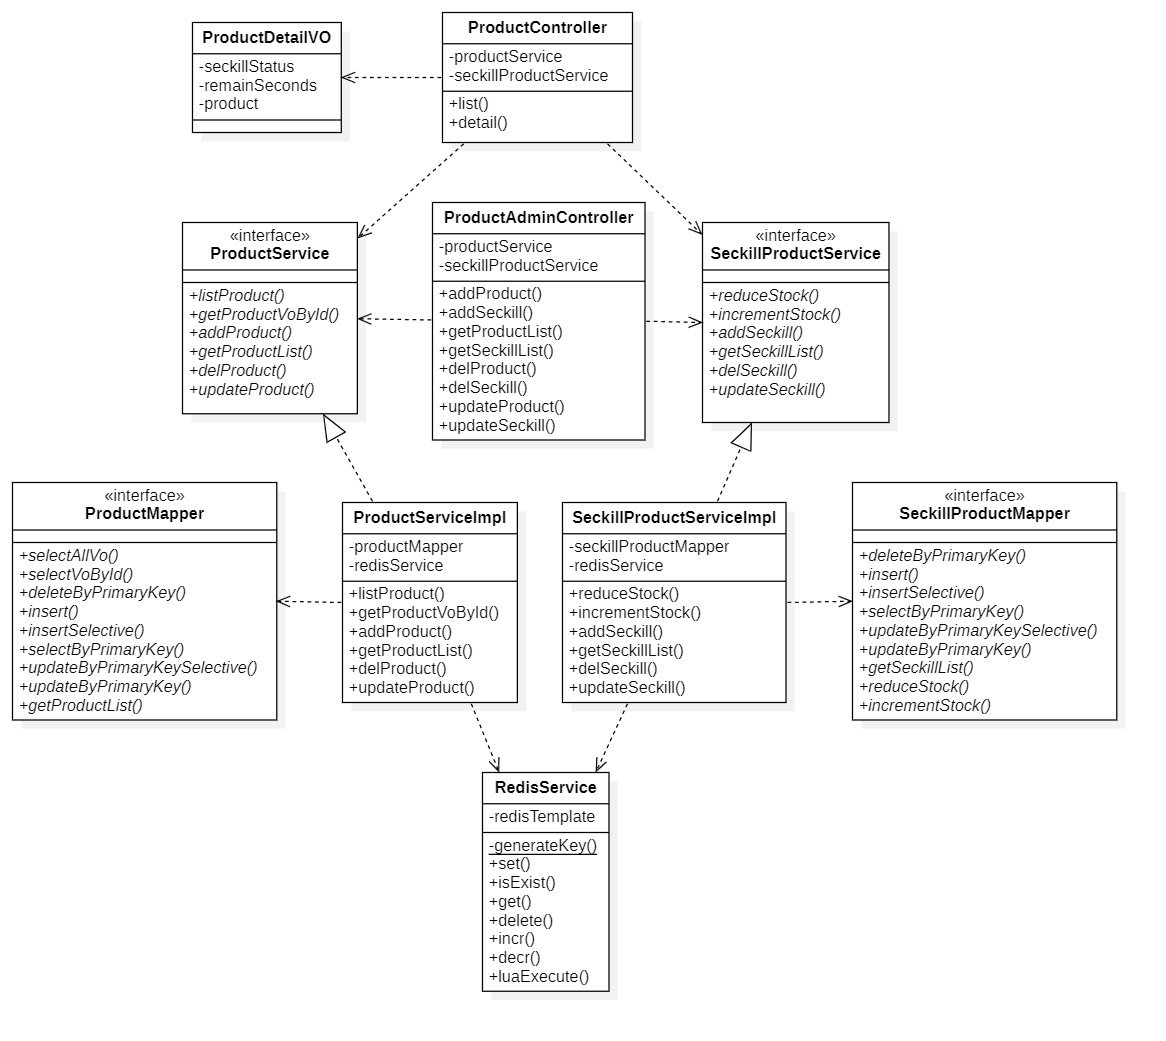 ProductDetailVO
-seckillStatus
-remainSeconds
-product
ProductController
-productService
-seckillProductService
+list()
+detail()
«interface»
ProductService
+listProduct()
+getProductVoById()
+addProduct()
+getProductList()
+delProduct()
+updateProduct()
ProductAdminController
-productService
-seckillProductService
+addProduct()
+addSeckill()
+getProductList()
+getSeckillList()
+delProduct()
+delSeckill()
+updateProduct()
+updateSeckill()
«interface»
SeckillProductService
+reduceStock()
+incrementStock()
+addSeckill()
+getSeckillList()
+delSeckill()
+updateSeckill()
«interface»
ProductMapper
+selectAllVo()
+selectVoById()
+deleteByPrimaryKey()
+insert()
+insertSelective()
+selectByPrimaryKey()
+updateByPrimaryKeySelective()
+updateByPrimaryKey()
+getProductList()
ProductServiceImpl
-productMapper
-redisService
+listProduct()
+getProductVoById()
+addProduct()
+getProductList()
+delProduct()
+updateProduct()
SeckillProductServiceImpl
-seckillProductMapper
-redisService
+reduceStock()
+incrementStock()
+addSeckill()
+getSeckillList()
+delSeckill()
+updateSeckill()
«interface»
SeckillProductMapper
+deleteByPrimaryKey()
+insert()
+insertSelective()
+selectByPrimaryKey()
+updateByPrimaryKeySelective()
+updateByPrimaryKey()
+getSeckillList()
+reduceStock()
+incrementStock()
RedisService
-redisTemplate
-generateKey()
+set()
+isExist()
+get()
+delete()
+incr()
+decr()
+luaExecute()